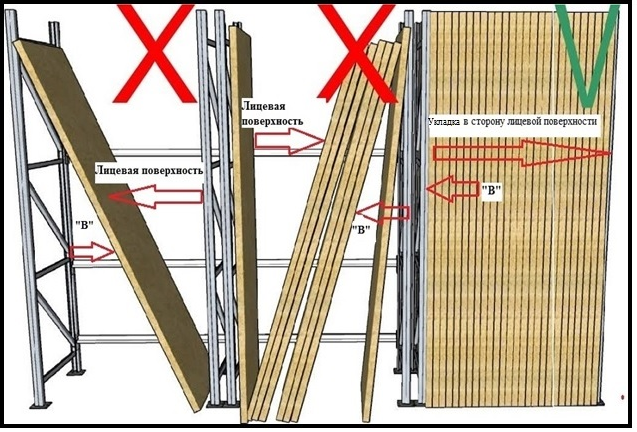 Лицевая
поверхность
Укладка в сторону лицевой поверхности
Лицевая поверхность
"В"
"В"
"В"